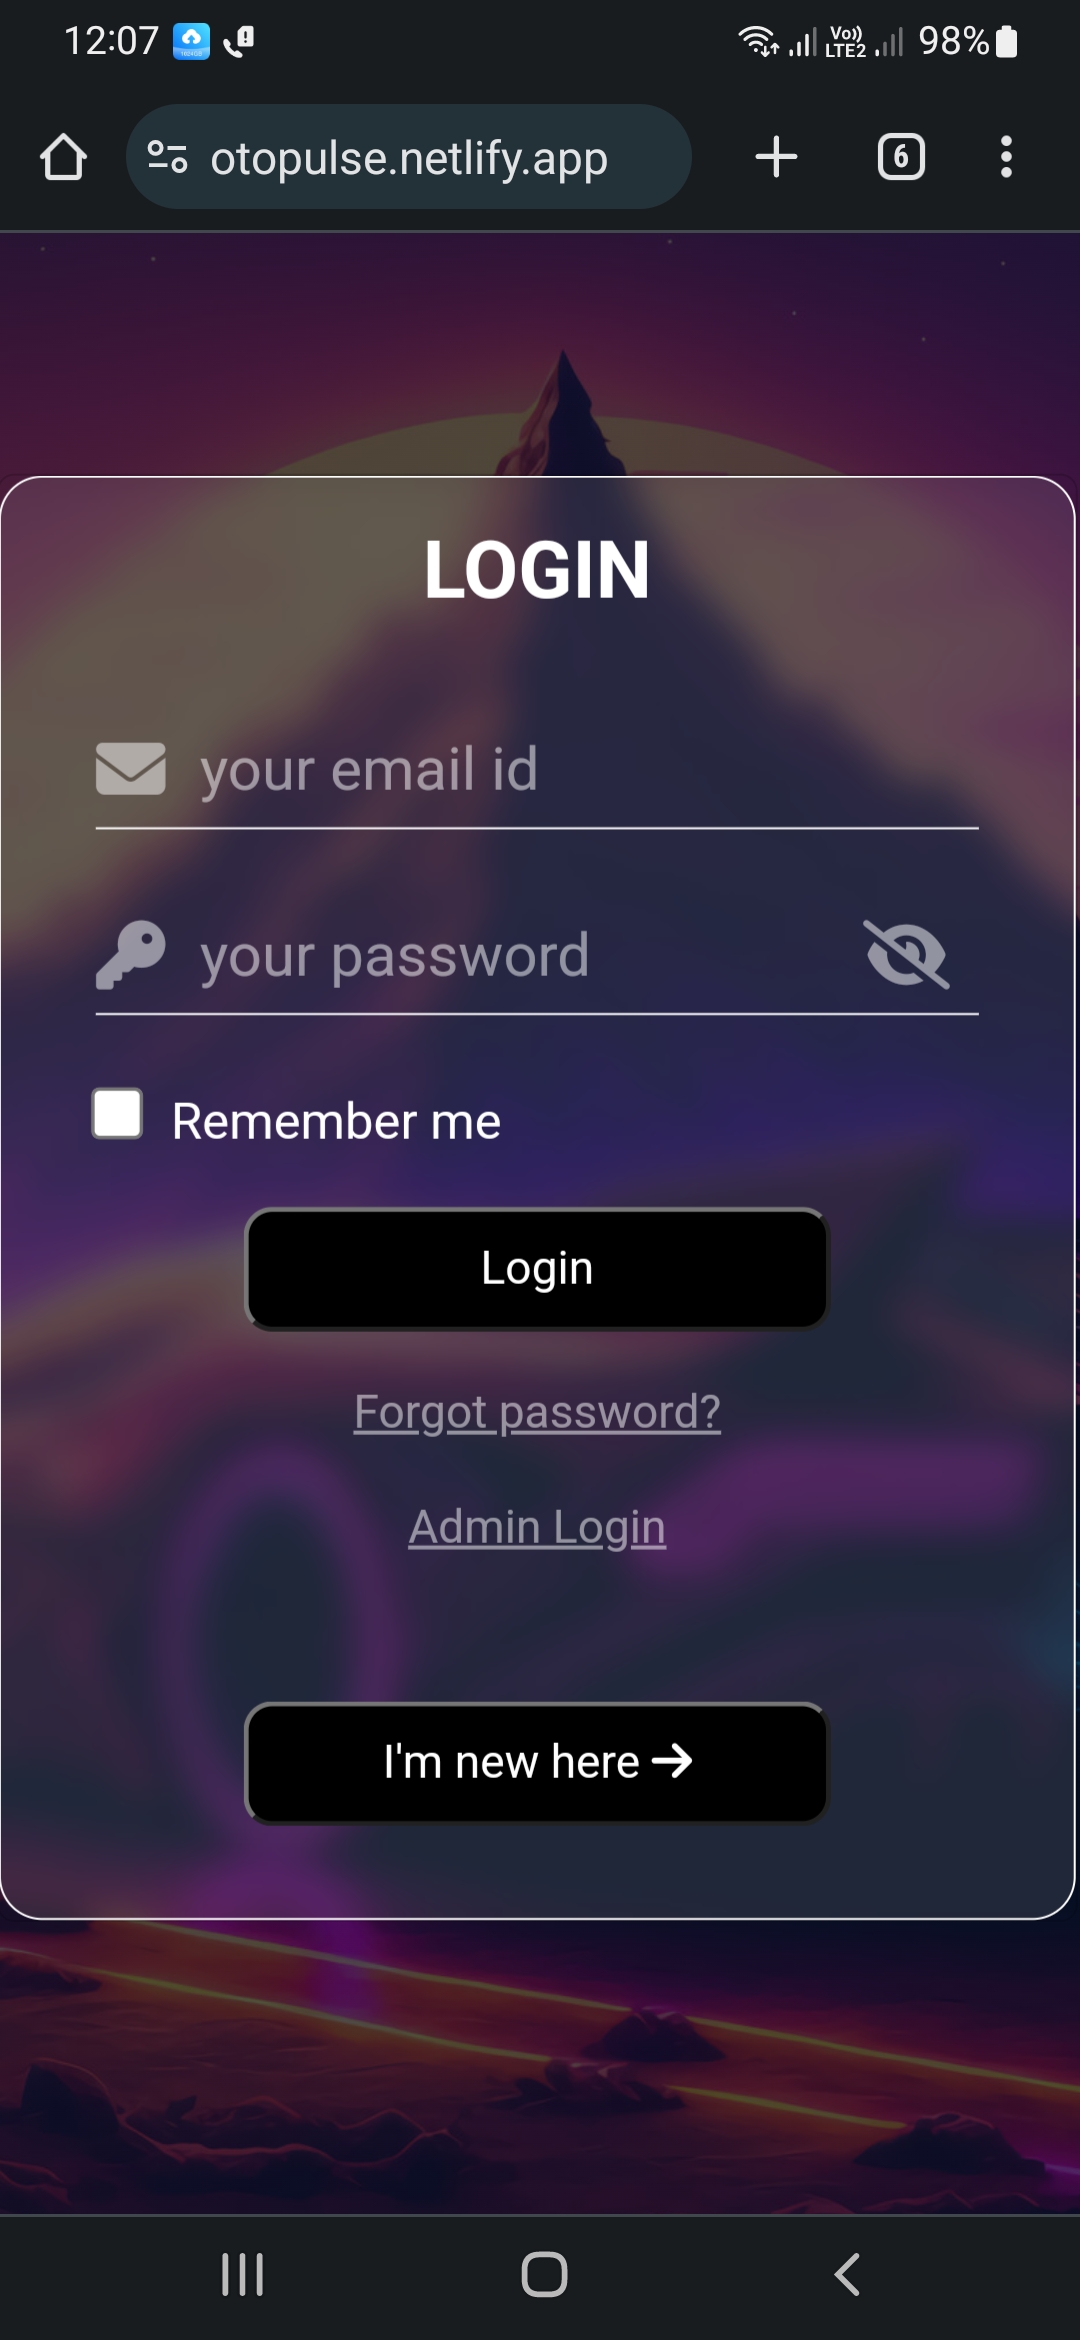 12:07
Vo))
LTE2
98%
otopulse.netlify.app
6
LOGIN
your email id
your password
Remember me
Login
Forgot password?
Admin Login
I'm new here →